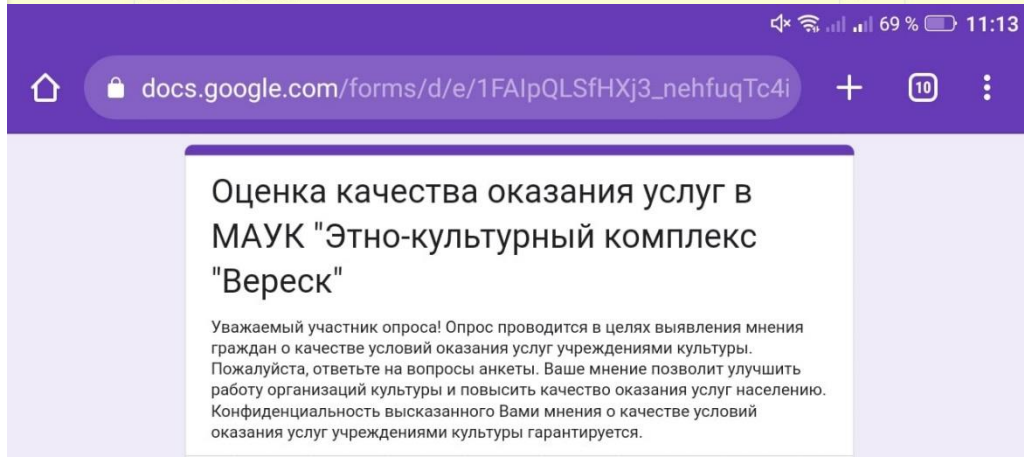 69 % 11:13
docs.google.com/forms/d/e/1FAIpQLSfHXj3_nehfuqTc4i
10
Оценка качества оказания услуг в
МАУК "Этно-культурный комплекс
"Вереск"
Уважаемый участник опроса! Опрос проводится в целях выявления мнения
граждан о качестве условий оказания услуг учреждениями культуры.
Пожалуйста, ответьте на вопросы анкеты. Ваше мнение позволит улучшить
работу организаций культуры и повысить качество оказания услуг населению.
Конфиденциальность высказанного Вами мнения о качестве условий
оказания услуг учреждениями культуры гарантируется.